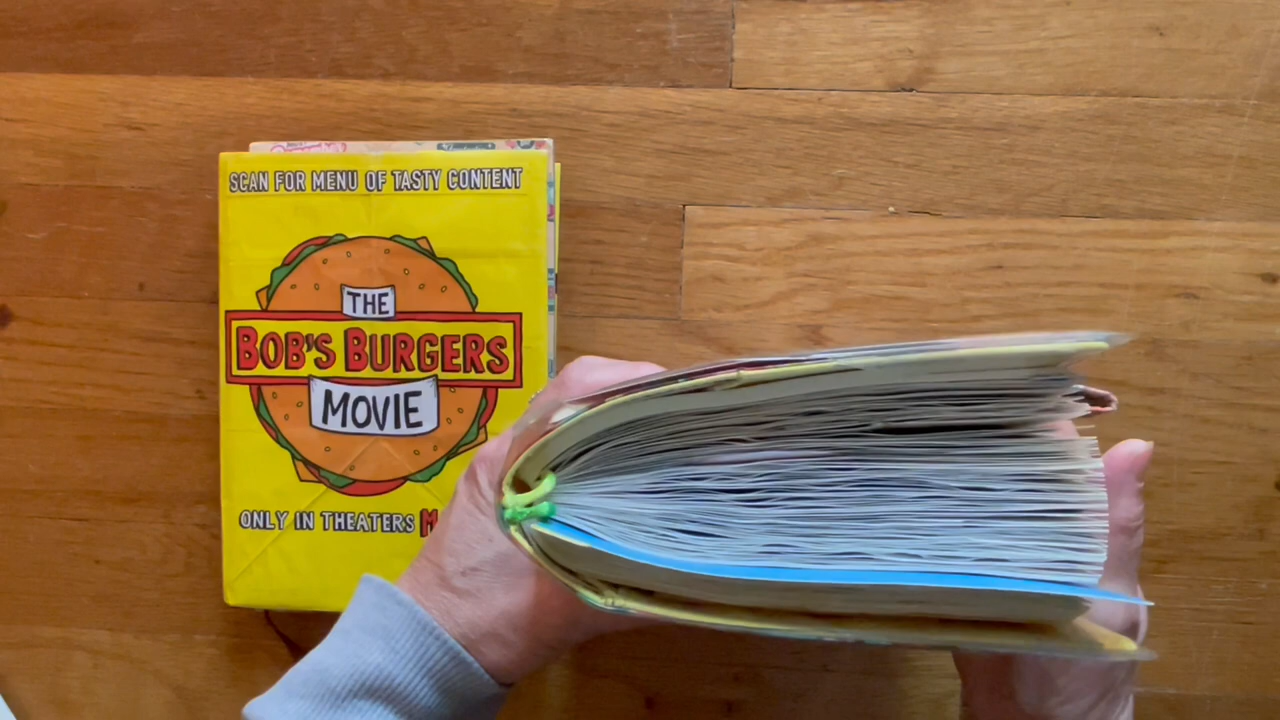 SCAN FOR MENU OF TASTY CONTENT
THE
BOB'S BURGERS
MOVIE
ONLY IN THEATERS M